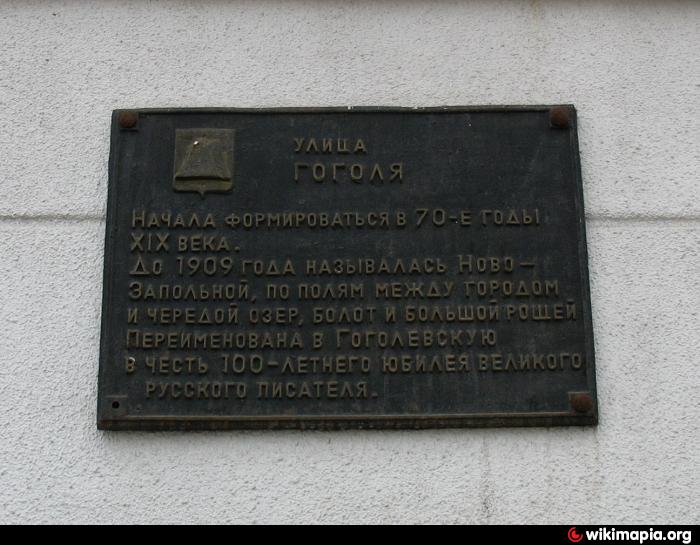 УЛИЦА
ГОГОЛЯ
НАЧАЛА ФОРМИРОВАТЬСЯ В 70-Е ГОДЫ
XIX ВЕКА.
ДО 1909 ГОДА НАЗЫВАЛАСЬ НОВО-
ЗАПОЛЬНОЙ, ПО ПОЛЯМ МЕЖДУ ГОРОДОМ
И ЧЕРЕДОЙ ОЗЕР, БОЛОТ И БОЛЬШОЙ РОЩЕЙ
ПЕРЕИМЕНОВАНА В ГОГОЛЕВСКУЮ
В ЧЕСТЬ 100-ЛЕТНЕГО ЮБИЛЕЯ ВЕЛИКОГО
РУССКОГО ПИСАТЕЛЯ.
wikimapia.org